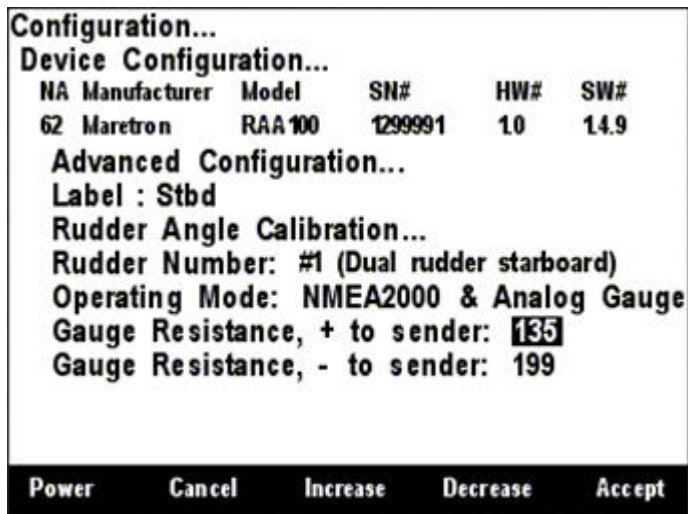 Configuration...
Device Configuration...
NA Manufacturer Model SN# HW# SW#
62 Maretron RAA100 1299991 1.0 1.4.9
Advanced Configuration...
Label : Stbd
Rudder Angle Calibration...
Rudder Number: #1 (Dual rudder starboard)
Operating Mode: NMEA2000 & Analog Gauge
Gauge Resistance, + to sender: 135
Gauge Resistance, - to sender: 199
Power Cancel Increase Decrease Accept